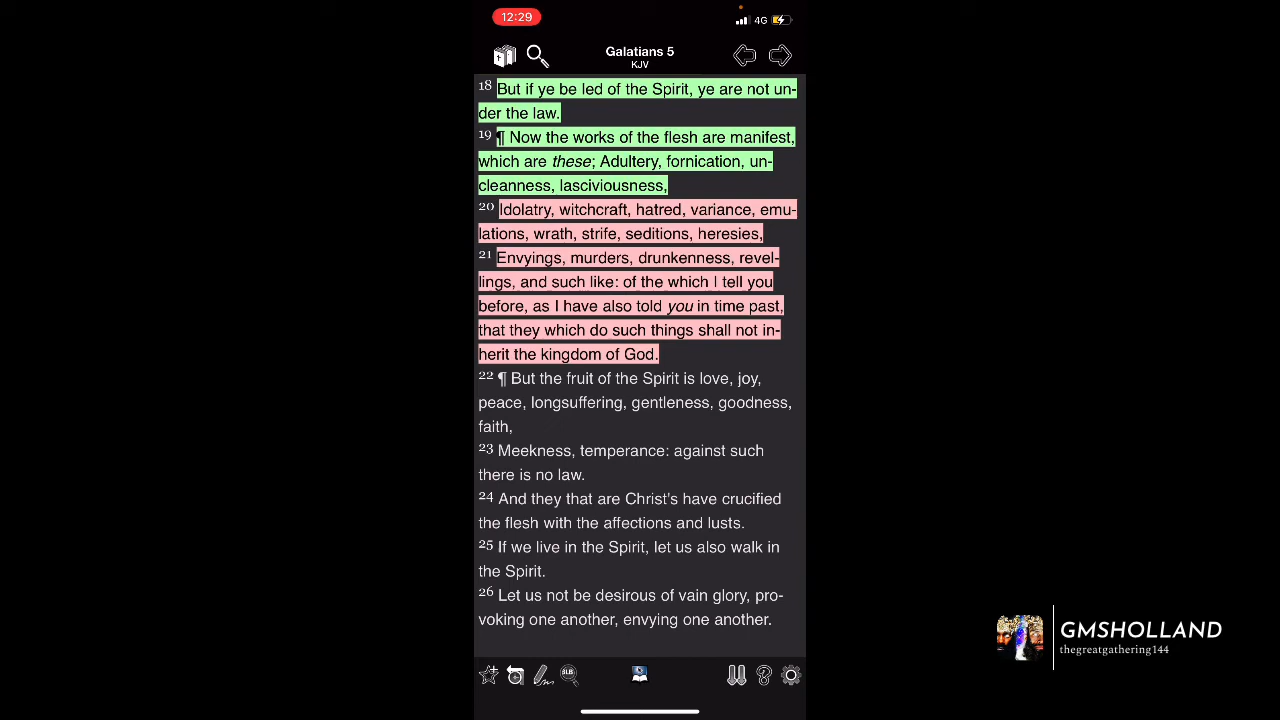 12:29
4G
Galatians 5
KJV
18 But if ye be led of the Spirit, ye are not un-
der the law.
19 ¶ Now the works of the flesh are manifest,
which are these; Adultery, fornication, un-
cleanness, lasciviousness,
20 Idolatry, witchcraft, hatred, variance, emu-
lations, wrath, strife, seditions, heresies,
21 Envyings, murders, drunkenness, revel-
lings, and such like: of the which I tell you
before, as I have also told you in time past,
that they which do such things shall not in-
herit the kingdom of God.
22 ¶ But the fruit of the Spirit is love, joy,
peace, longsuffering, gentleness, goodness,
faith,
23 Meekness, temperance: against such
there is no law.
24 And they that are Christ's have crucified
the flesh with the affections and lusts.
25 If we live in the Spirit, let us also walk in
the Spirit.
26 Let us not be desirous of vain glory, pro-
voking one another, envying one another.
SLB
GMSHOLLAND
thegreatgathering144